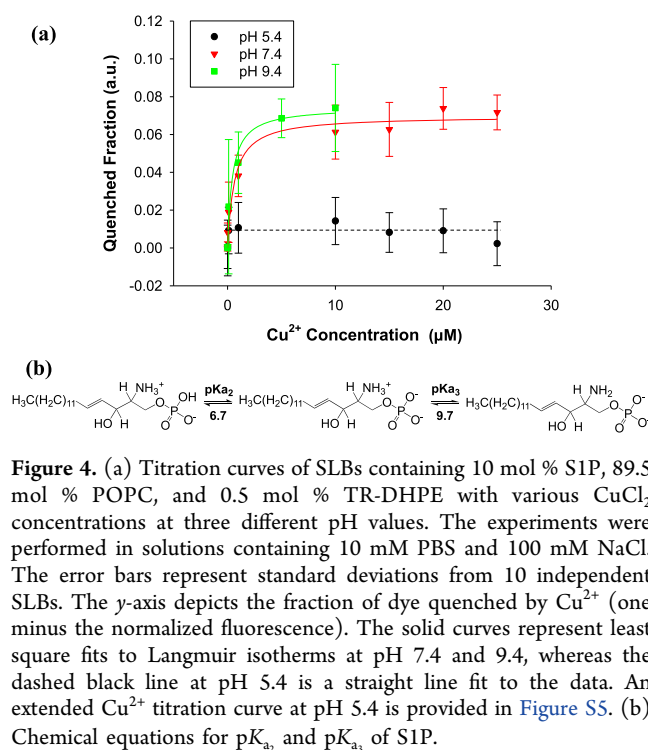 (a)
0.12
0.10
0.08
0.06
0.04
0.02
0.00
-0.02
Quenched Fraction (a.u.)
pH 5.4
pH 7.4
pH 9.4
0 10 20 30
Cu²⁺ Concentration (µM)
(b)
H₃C(H₂C)₁₁ H NH₃⁺ O OH P O⁻ O HO H
pKa₂
6.7
H₃C(H₂C)₁₁ H NH₃⁺ O O⁻ P O⁻ O HO H
pKa₃
9.7
H₃C(H₂C)₁₁ H NH₂ O O⁻ P O⁻ O HO H
Figure 4. (a) Titration curves of SLBs containing 10 mol % S1P, 89.5
mol % POPC, and 0.5 mol % TR-DHPE with various CuCl₂
concentrations at three different pH values. The experiments were
performed in solutions containing 10 mM PBS and 100 mM NaCl.
The error bars represent standard deviations from 10 independent
SLBs. The y-axis depicts the fraction of dye quenched by Cu²⁺ (one
minus the normalized fluorescence). The solid curves represent least
square fits to Langmuir isotherms at pH 7.4 and 9.4, whereas the
dashed black line at pH 5.4 is a straight line fit to the data. An
extended Cu²⁺ titration curve at pH 5.4 is provided in Figure S5. (b)
Chemical equations for pKₐ₂ and pKₐ₃ of S1P.